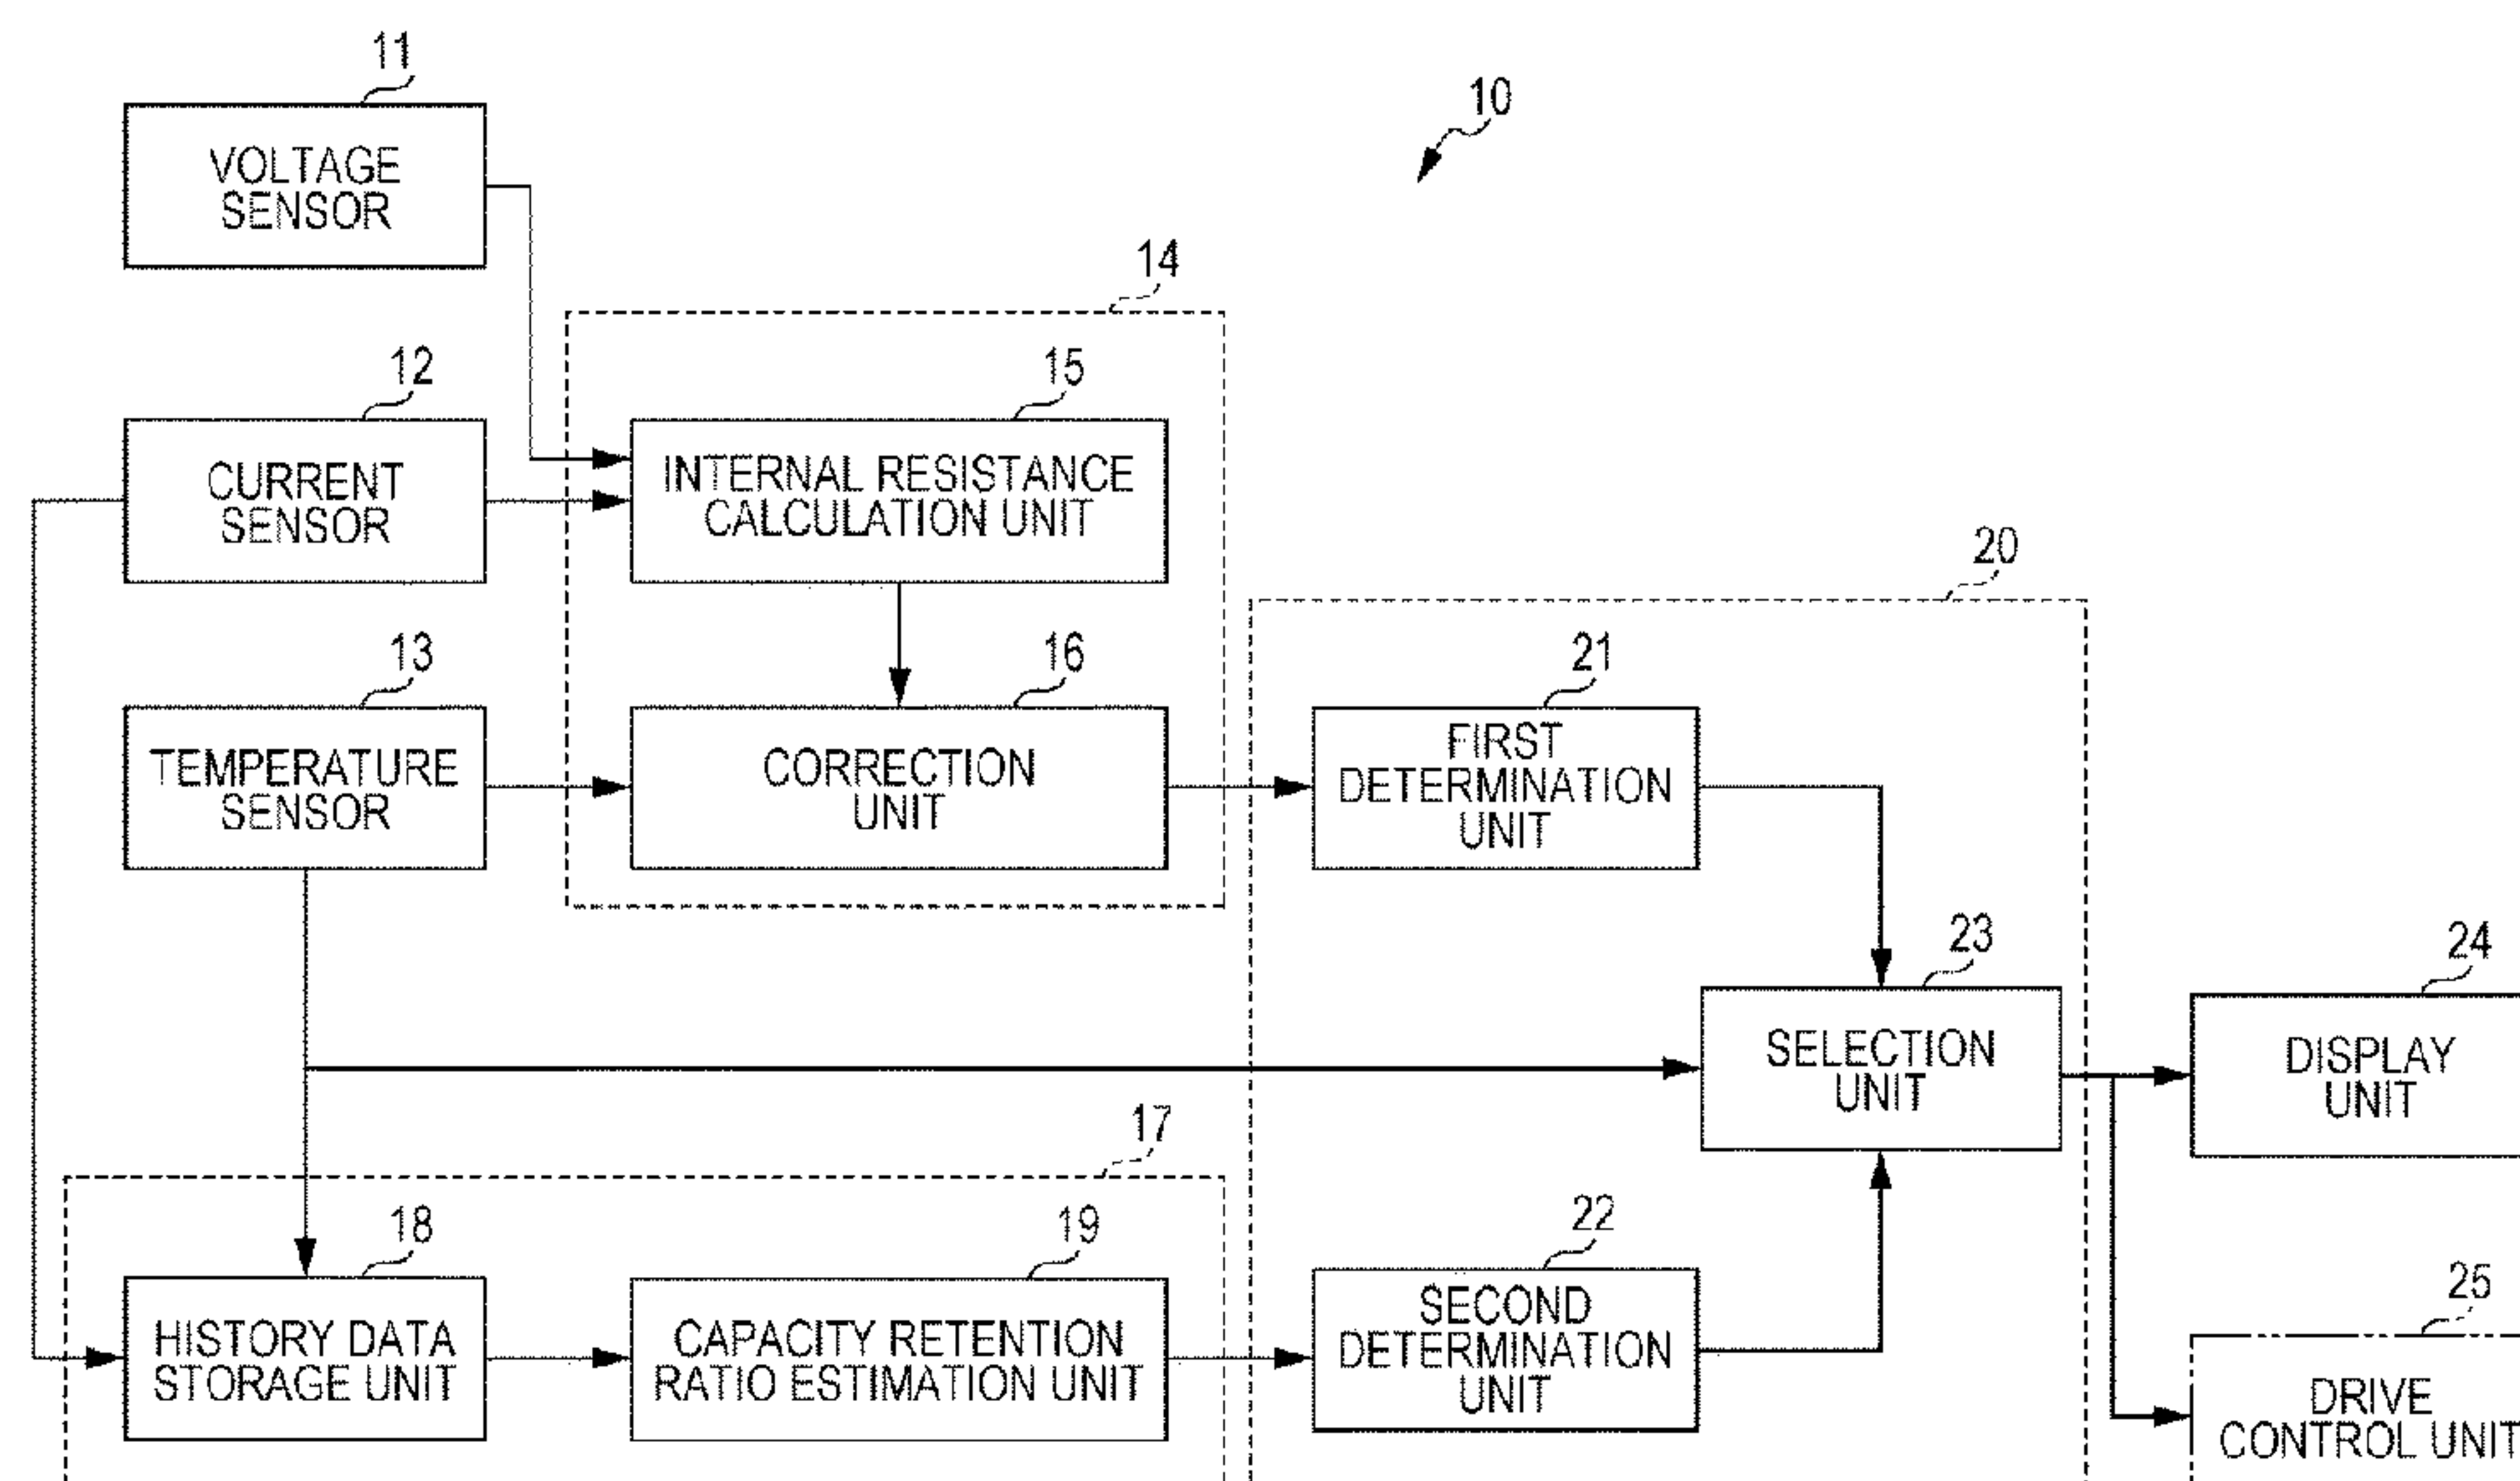 11
VOLTAGE
SENSOR
10
14
12
CURRENT
SENSOR
15
INTERNAL RESISTANCE
CALCULATION UNIT
20
13
TEMPERATURE
SENSOR
16
CORRECTION
UNIT
21
FIRST
DETERMINATION
UNIT
23
SELECTION
UNIT
24
DISPLAY
UNIT
17
18
HISTORY DATA
STORAGE UNIT
19
CAPACITY RETENTION
RATIO ESTIMATION UNIT
22
SECOND
DETERMINATION
UNIT
25
DRIVE
CONTROL UNIT